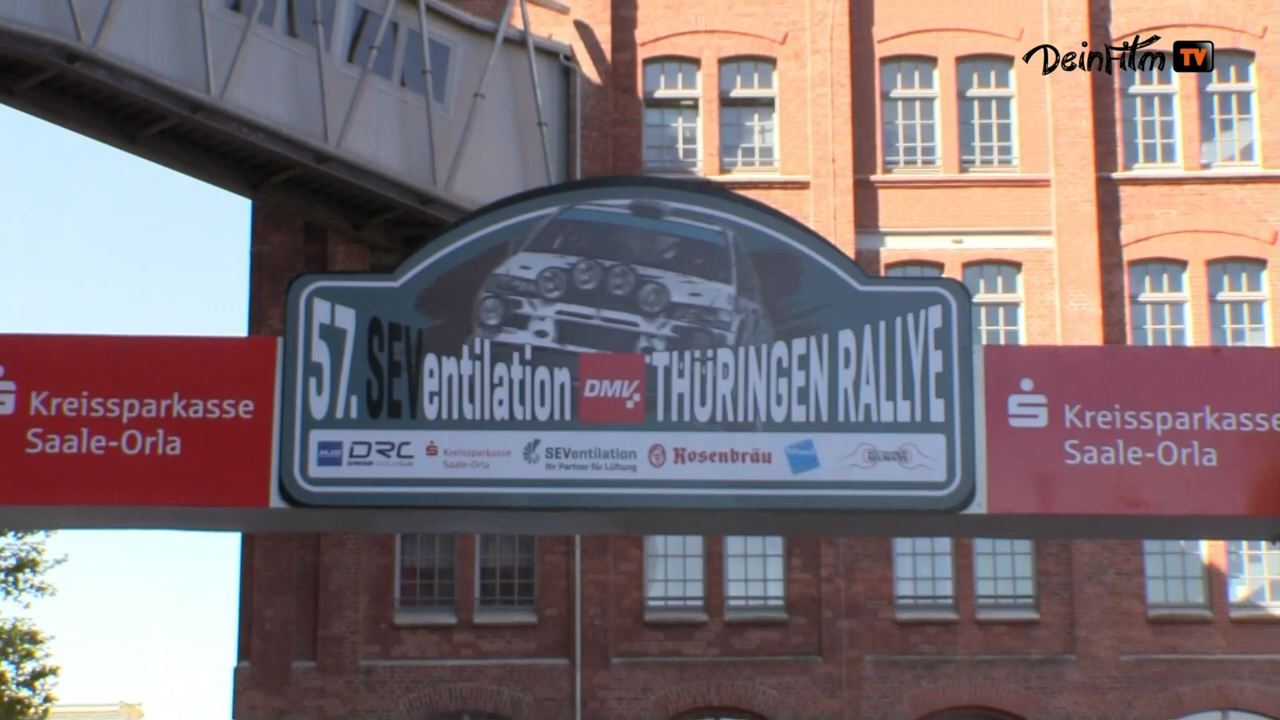 DeinFilm TV
57. SEVentilation DMV THÜRINGEN RALLYE
Kreissparkasse
Saale-Orla
DRC
Kreissparkasse
Saale-Orla
SEVentilation
Ihr Partner für Lüftung
Rosenbräu
Kreissparkasse
Saale-Orla